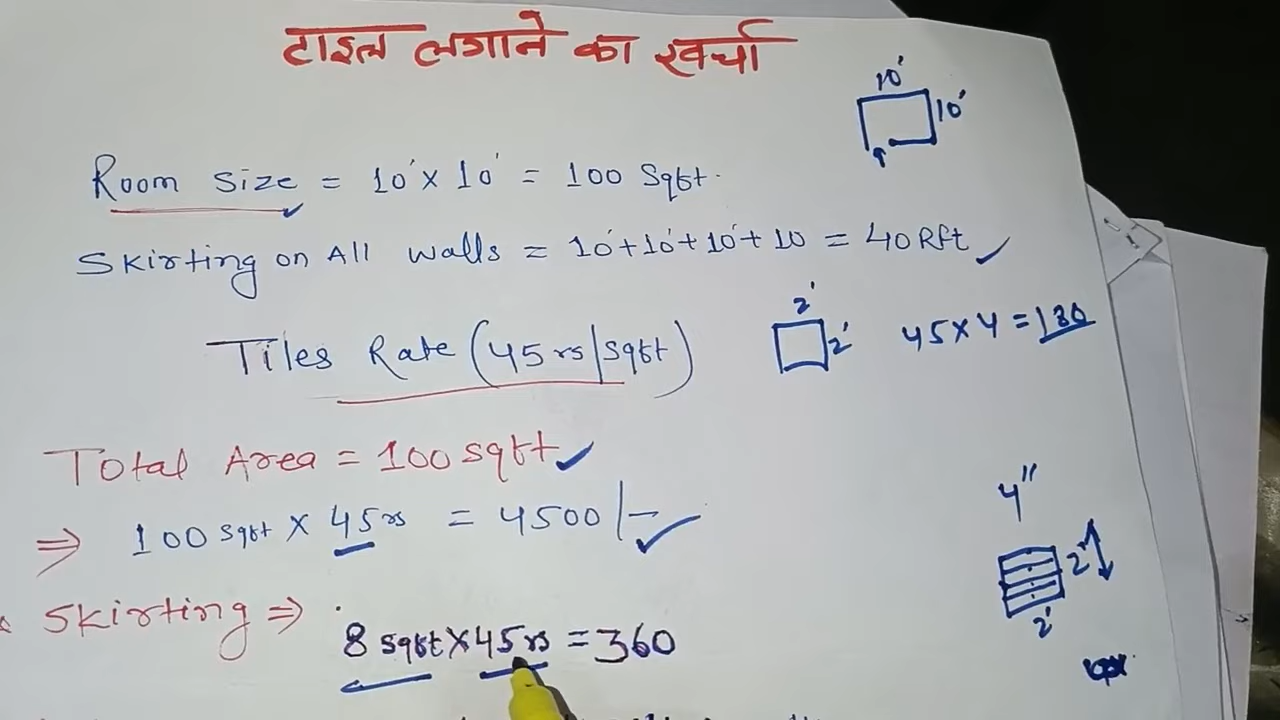 टाइल लगाने का खर्चा
10'
10'
Room Size = 10' x 10' = 100 Sqft.
Skirting on All walls = 10'+10'+10'+10 = 40 Rft
Tiles Rate (45 rs/Sqft)
2'
2'
45 x 4 = 180
Total Area = 100 sqft
⇒ 100 sqft x 45 rs = 4500/-
4"
2'
2'
Skirting ⇒ 8 sqft x 45 rs = 360